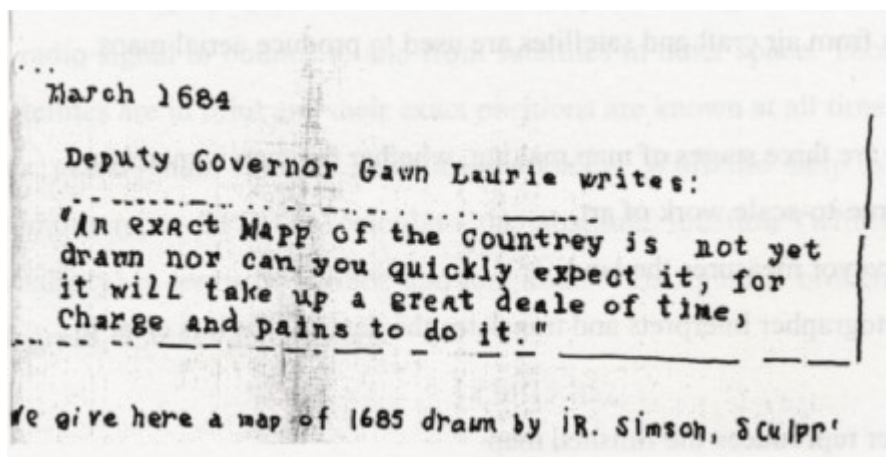 March 1684
Deputy Governor Gawn Laurie writes:
"An exact Mapp of the Countrey is not yet
drawn nor can you quickly expect it, for
it will take up a great deale of time,
Charge and pains to do it."
We give here a map of 1685 drawn by R. Simson, Sculpr